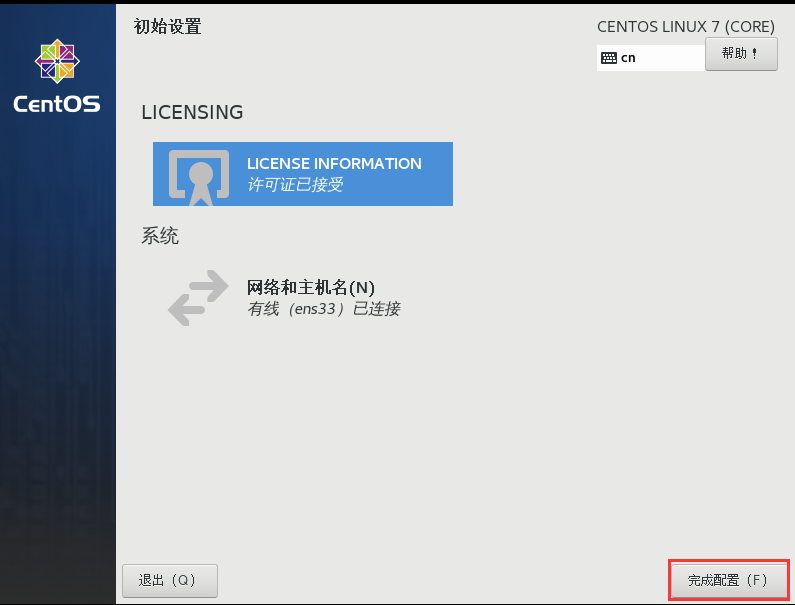 初始设置
CENTOS LINUX 7 (CORE)
cn
帮助！
CentOS
LICENSING
LICENSE INFORMATION
许可证已接受
系统
网络和主机名(N)
有线（ens33）已连接
退出（Q）
完成配置（F）